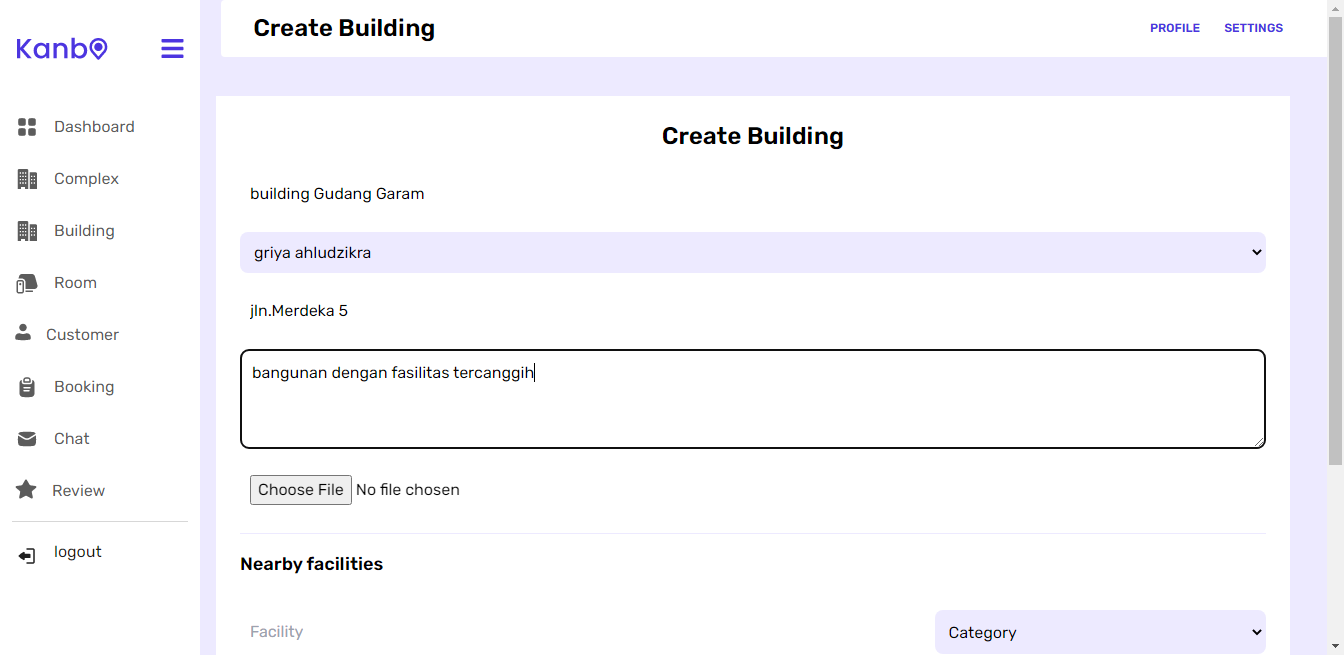 Kanbo
Dashboard
Complex
Building
Room
Customer
Booking
Chat
Review
logout
Create Building
PROFILE
SETTINGS
Create Building
building Gudang Garam
griya ahludzikra
jln.Merdeka 5
bangunan dengan fasilitas tercanggih
Choose File No file chosen
Nearby facilities
Facility
Category